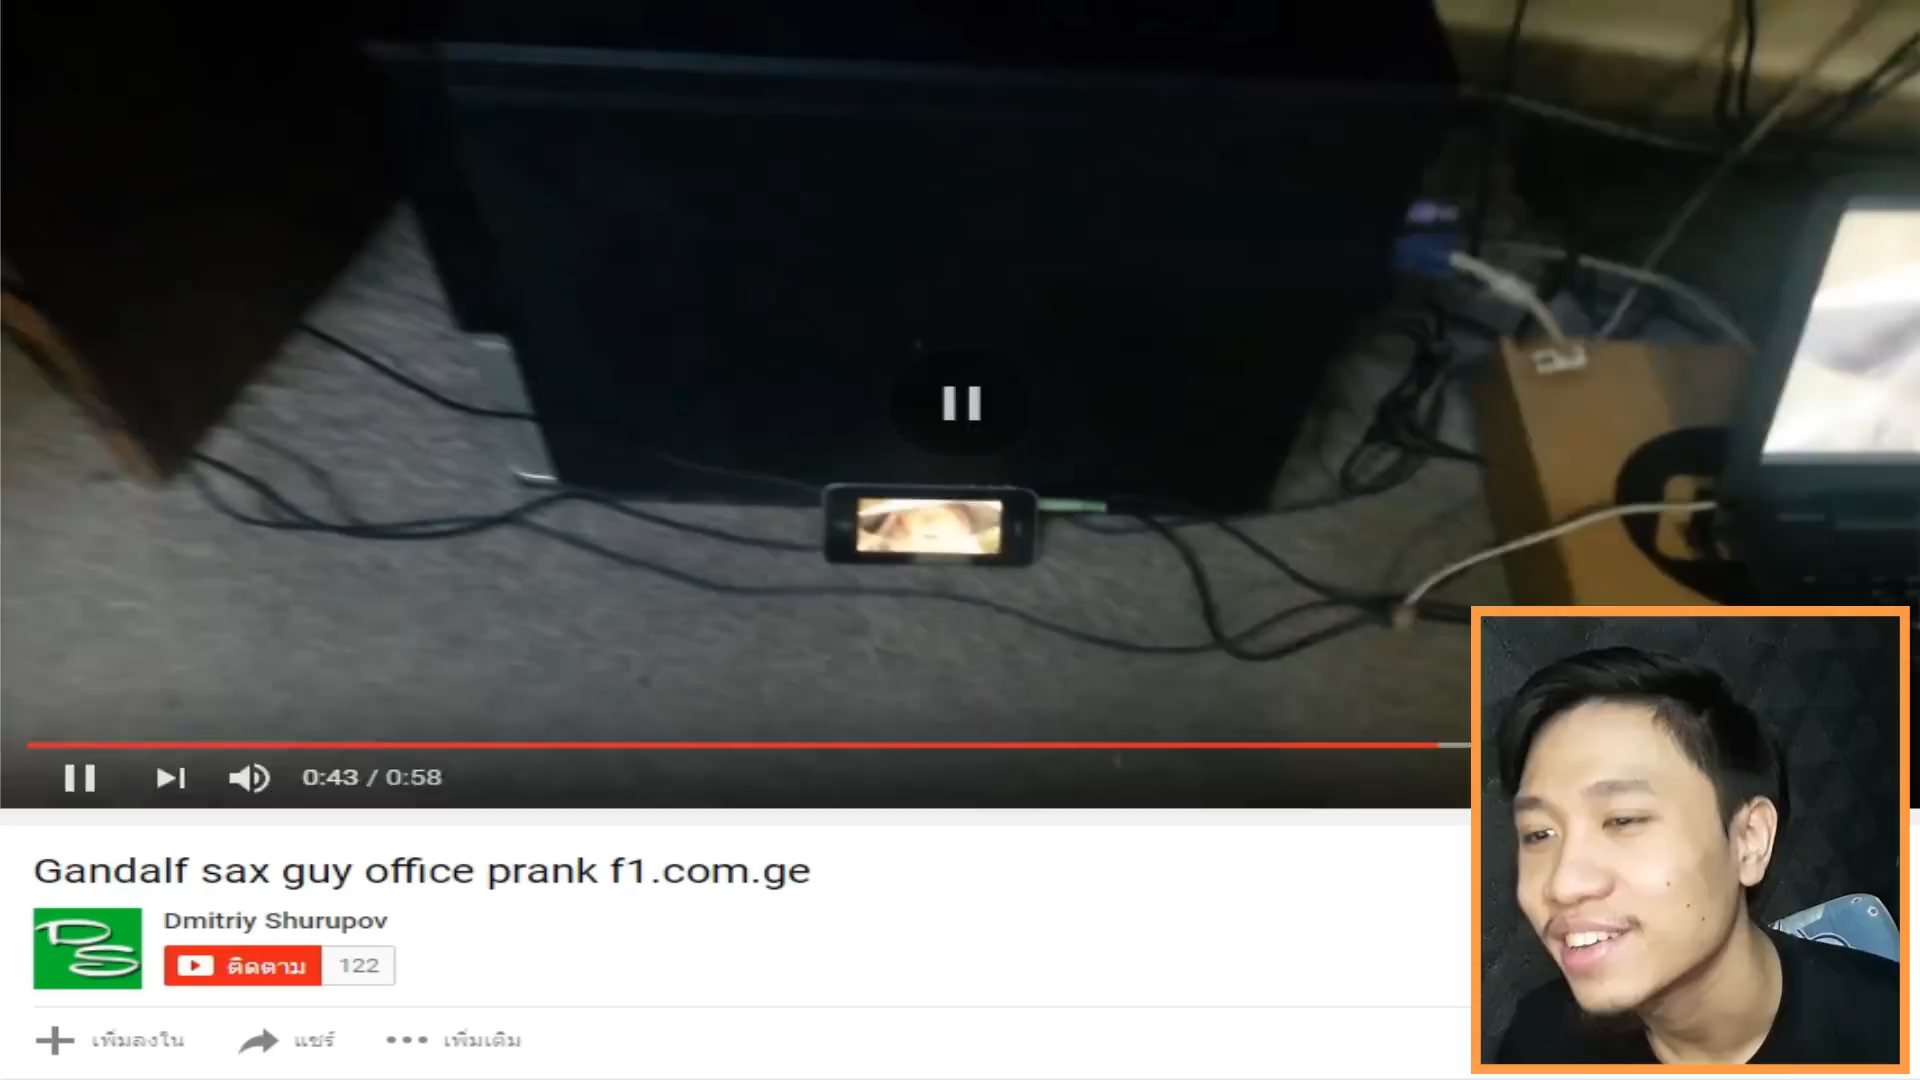 0:43 / 0:58
Gandalf sax guy office prank f1.com.ge
DS
Dmitriy Shurupov
ติดตาม 122
เพิ่มลงใน แชร์ เพิ่มเติม